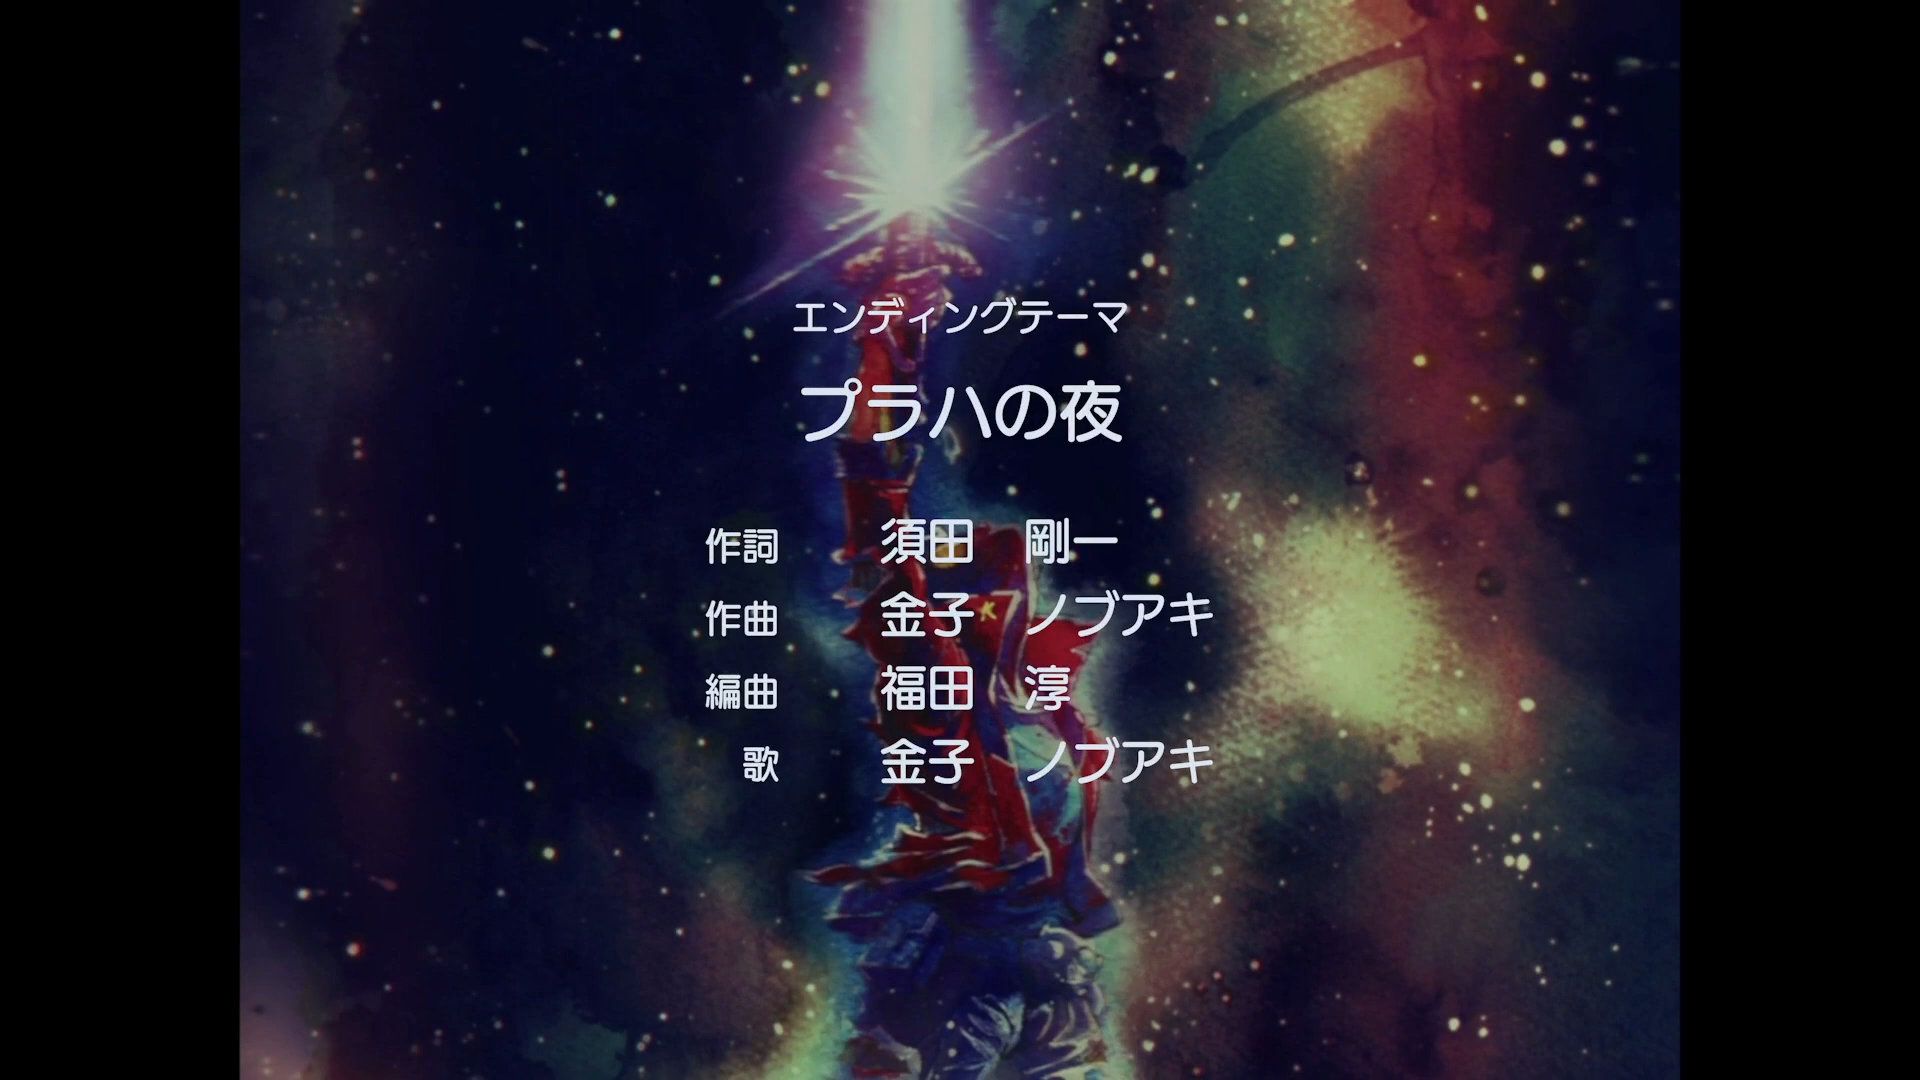 エンディングテーマ
プラハの夜
作詞 須田 剛一
作曲 金子 ノブアキ
編曲 福田 淳
歌 金子 ノブアキ